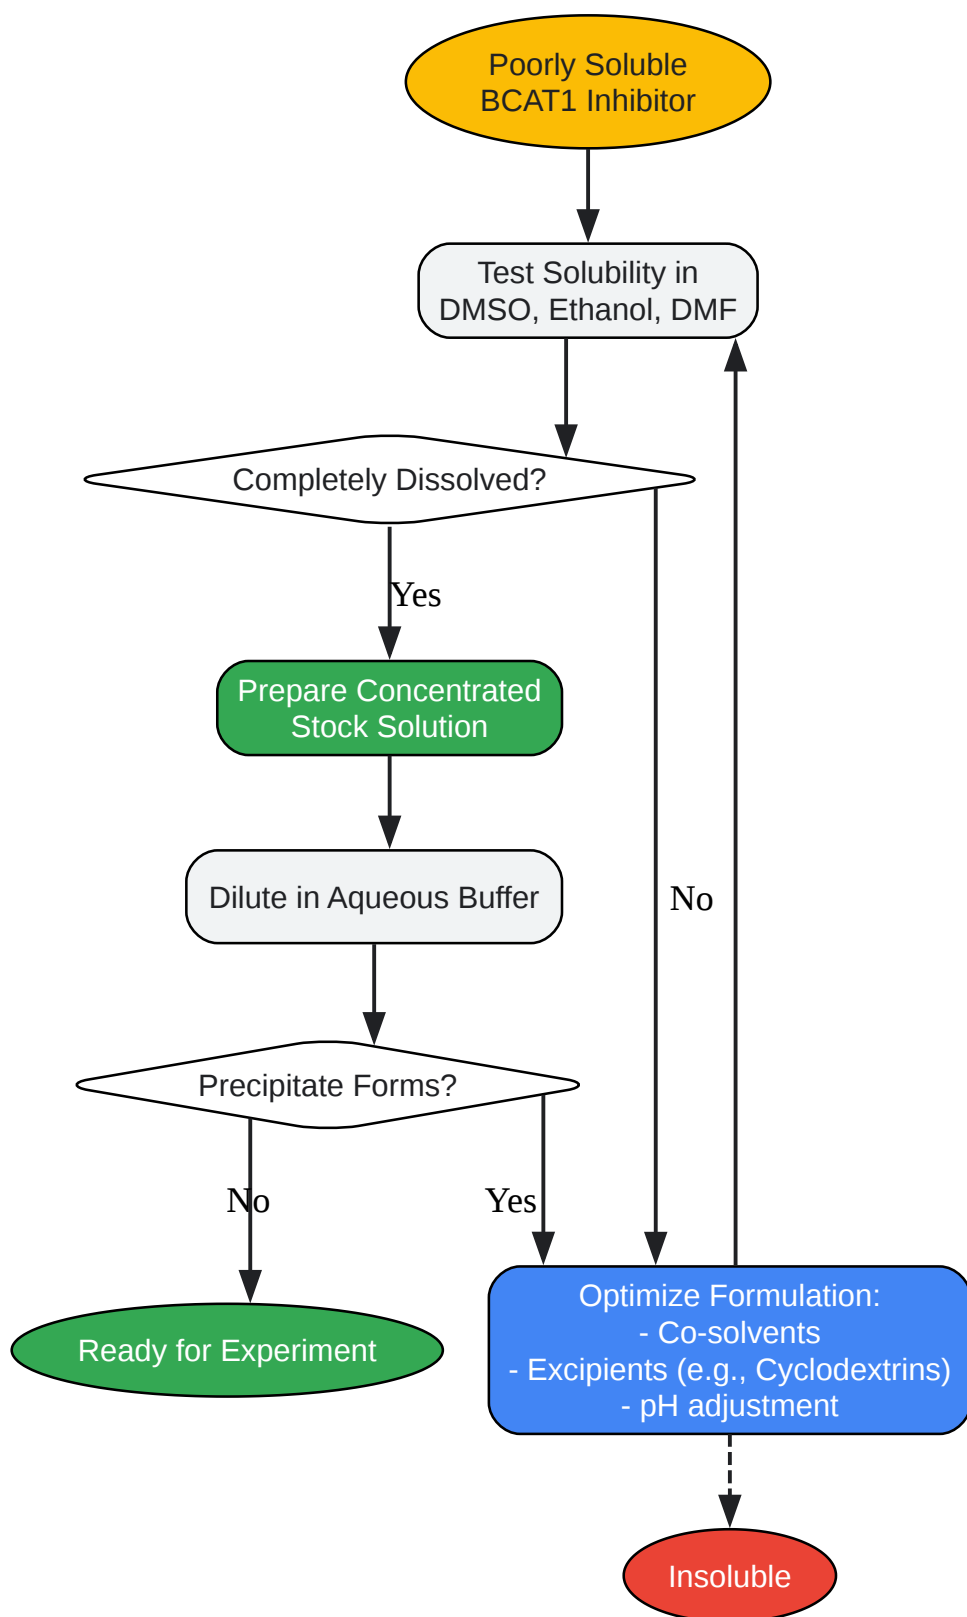 Poorly Soluble
BCAT1 Inhibitor
Test Solubility in
DMSO, Ethanol, DMF
Completely Dissolved?
Yes
Prepare Concentrated
Stock Solution
Dilute in Aqueous Buffer
No
Precipitate Forms?
No
Yes
Optimize Formulation:
- Co-solvents
- Excipients (e.g., Cyclodextrins)
- pH adjustment
Ready for Experiment
Insoluble